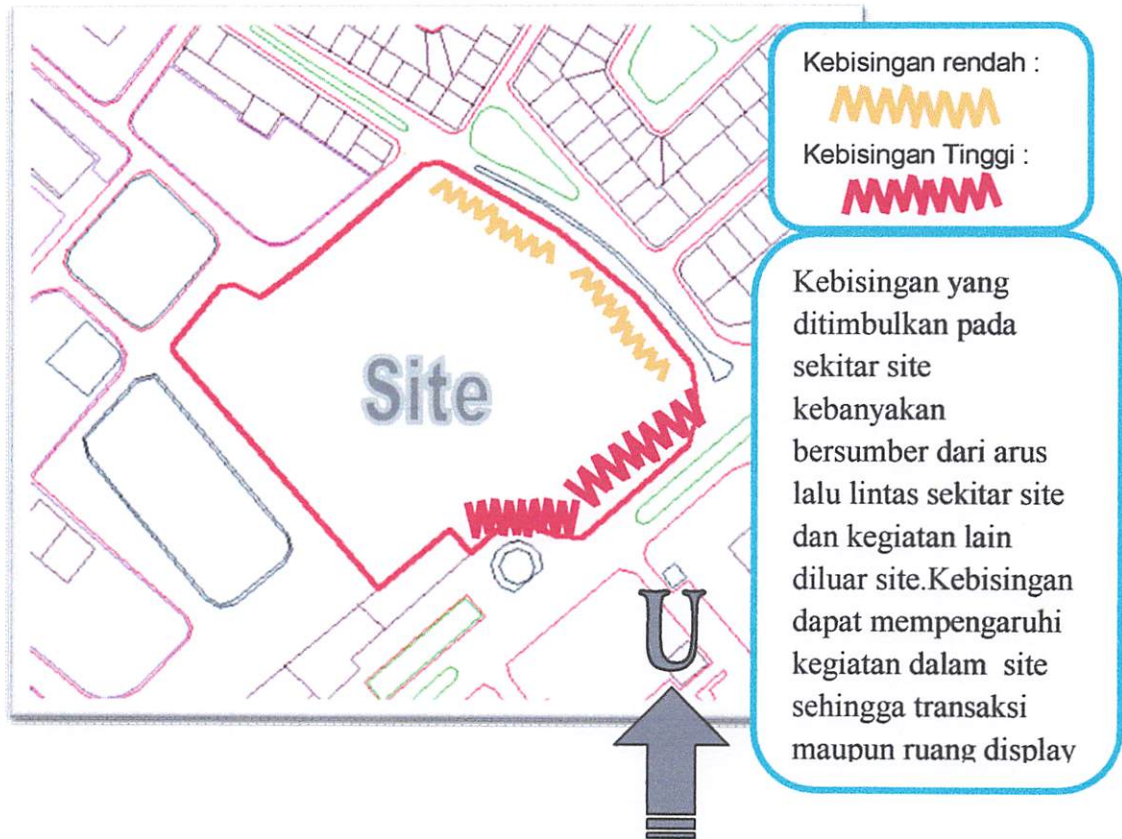 Kebisingan rendah :
Kebisingan Tinggi :
Site
Kebisingan yang
ditimbulkan pada
sekitar site
kebanyakan
bersumber dari arus
lalu lintas sekitar site
dan kegiatan lain
diluar site.Kebisingan
dapat mempengaruhi
kegiatan dalam site
sehingga transaksi
maupun ruang display
U